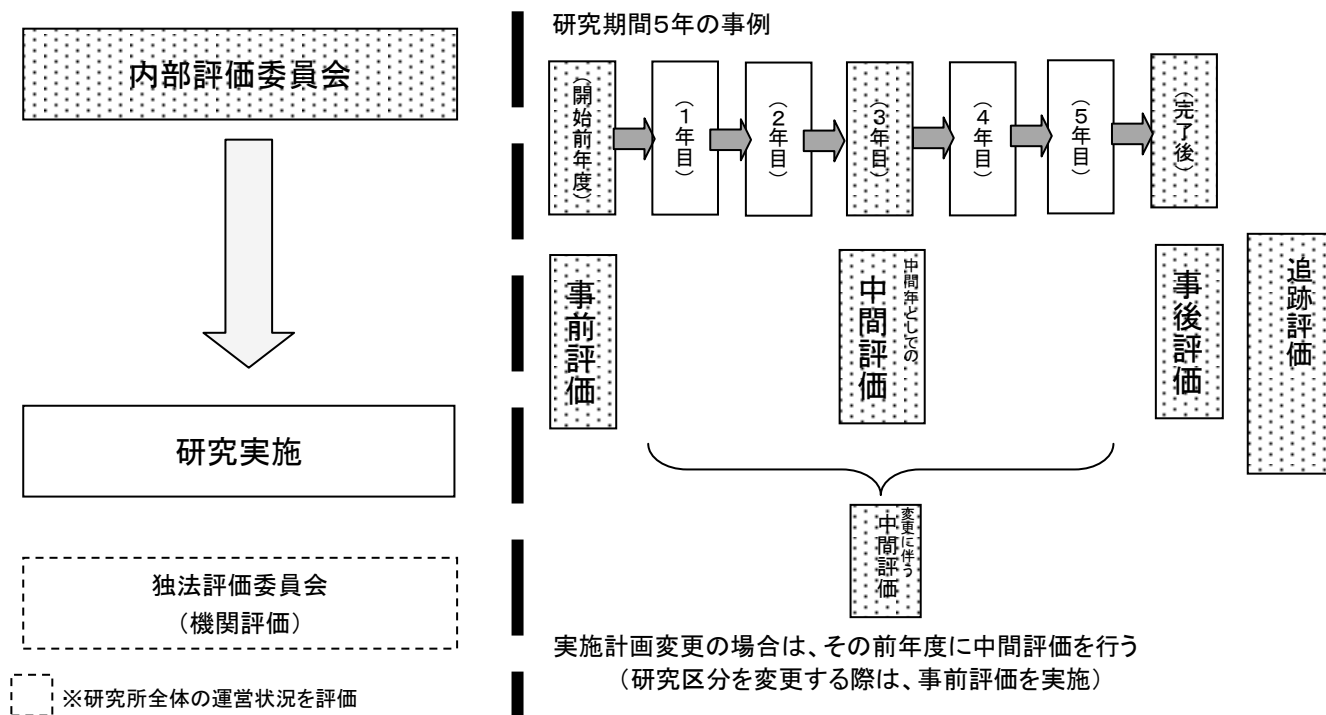 内部評価委員会
研究実施
独法評価委員会
(機関評価)
※研究所全体の運営状況を評価
研究期間5年の事例
(開始前年度)
(1年目)
(2年目)
(3年目)
(4年目)
(5年目)
(完了後)
事前評価
中間年としての
中間評価
事後評価
追跡評価
変更に伴う
中間評価
実施計画変更の場合は、その前年度に中間評価を行う
(研究区分を変更する際は、事前評価を実施)